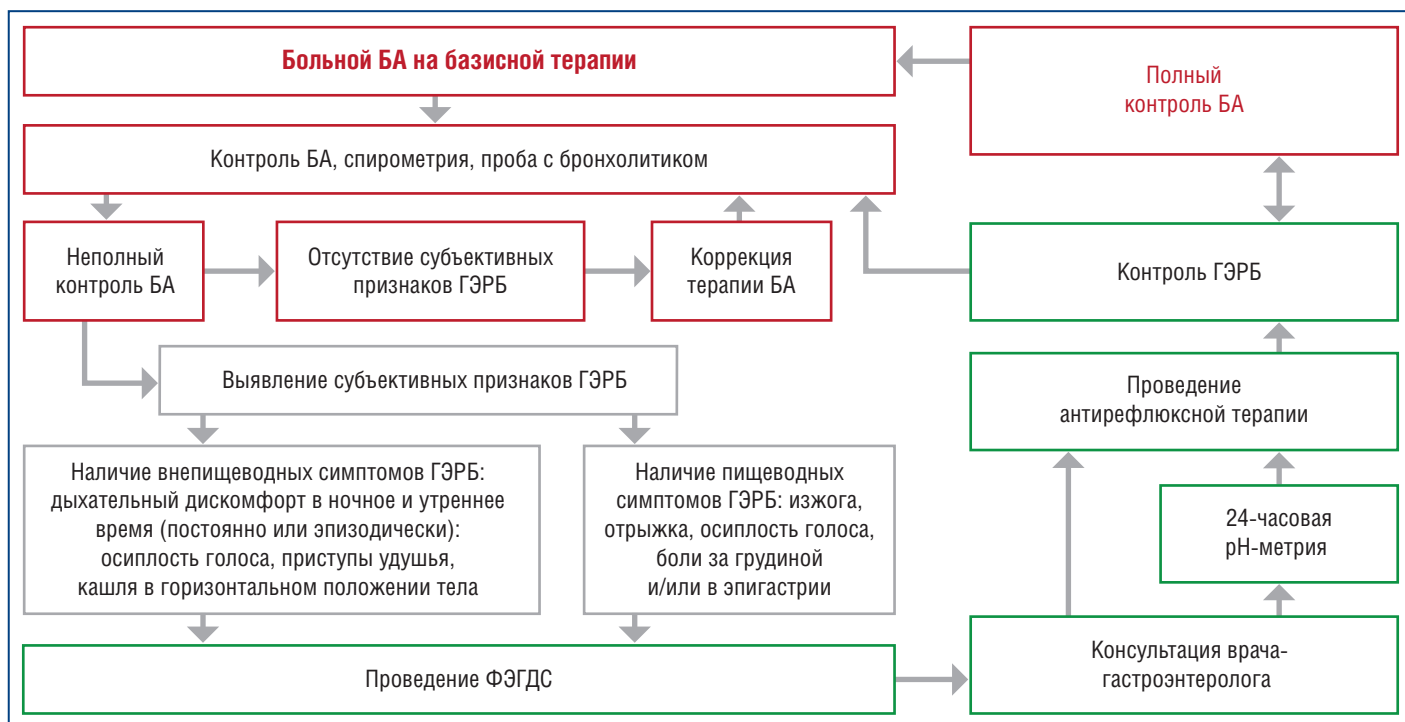 Больной БА на базисной терапии
Полный
контроль БА
Контроль БА, спирометрия, проба с бронхолитиком
Неполный
контроль БА
Отсутствие субъективных
признаков ГЭРБ
Коррекция
терапии БА
Контроль ГЭРБ
Выявление субъективных признаков ГЭРБ
Проведение
антирефлюксной терапии
Наличие внепищеводных симптомов ГЭРБ:
дыхательный дискомфорт в ночное и утреннее
время (постоянно или эпизодически):
осиплость голоса, приступы удушья,
кашля в горизонтальном положении тела
Наличие пищеводных
симптомов ГЭРБ: изжога,
отрыжка, осиплость голоса,
боли за грудиной
и/или в эпигастрии
24-часовая
pH-метрия
Проведение ФЭГДС
Консультация врача-
гастроэнтеролога